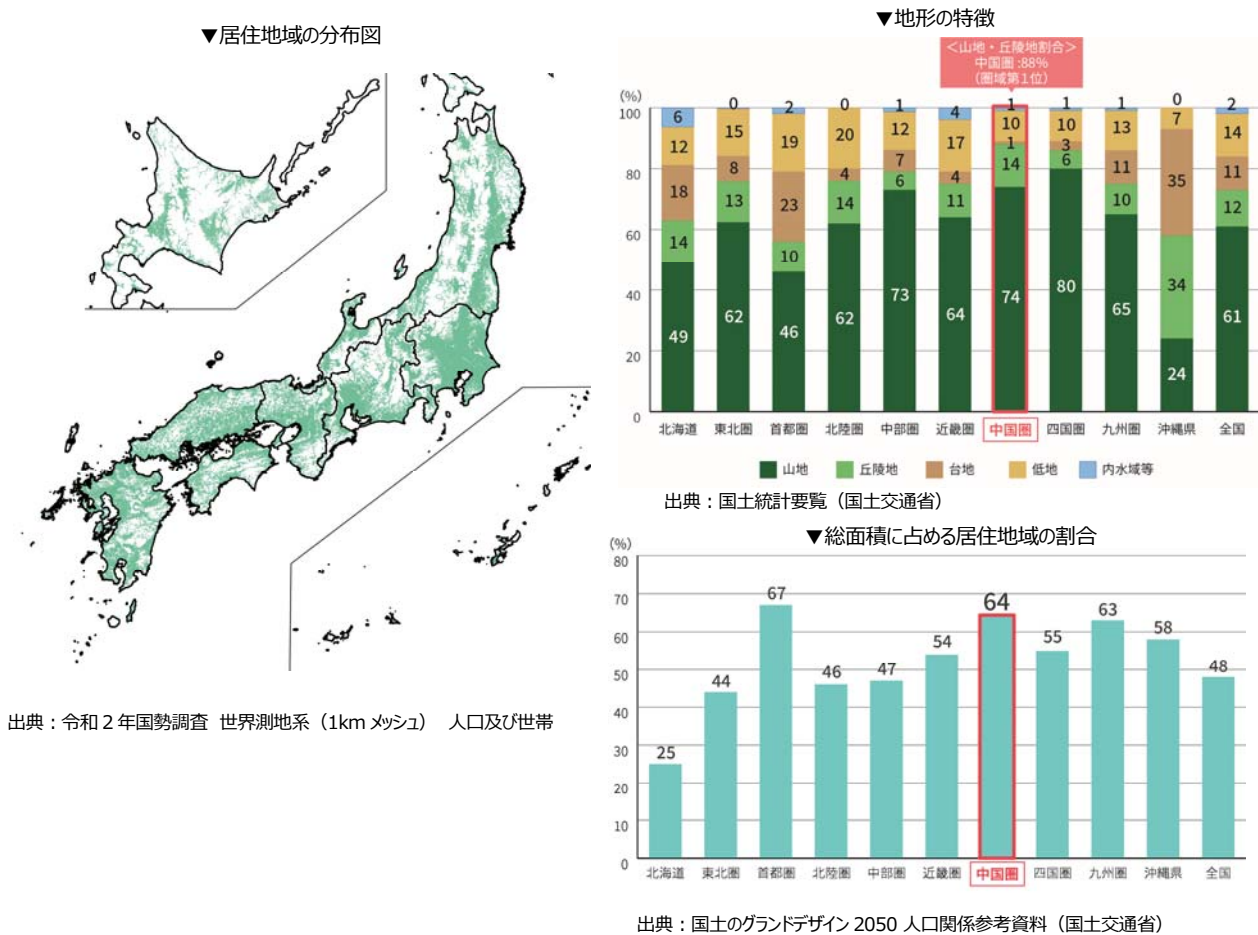 ▼居住地域の分布図
出典：令和２年国勢調査 世界測地系（1km メッシュ） 人口及び世帯
▼地形の特徴
＜山地・丘陵地割合＞
中国圏:88%
（圏域第１位）
(%)
100
80
60
40
20
0
6 0 2 0 1 4 1 1 1 0 2
12 15 19 20 12 17 10 10 13 7 14
18 8 23 4 7 4 1 3 11 35 11
14 13 10 14 6 11 14 6 10 34 12
49 62 46 62 73 64 74 80 65 24 61
北海道 東北圏 首都圏 北陸圏 中部圏 近畿圏 中国圏 四国圏 九州圏 沖縄県 全国
山地 丘陵地 台地 低地 内水域等
出典：国土統計要覧（国土交通省）
▼総面積に占める居住地域の割合
(%)
80
70
60
50
40
30
20
10
0
25 44 67 46 47 54 64 55 63 58 48
北海道 東北圏 首都圏 北陸圏 中部圏 近畿圏 中国圏 四国圏 九州圏 沖縄県 全国
出典：国土のグランドデザイン 2050 人口関係参考資料（国土交通省）